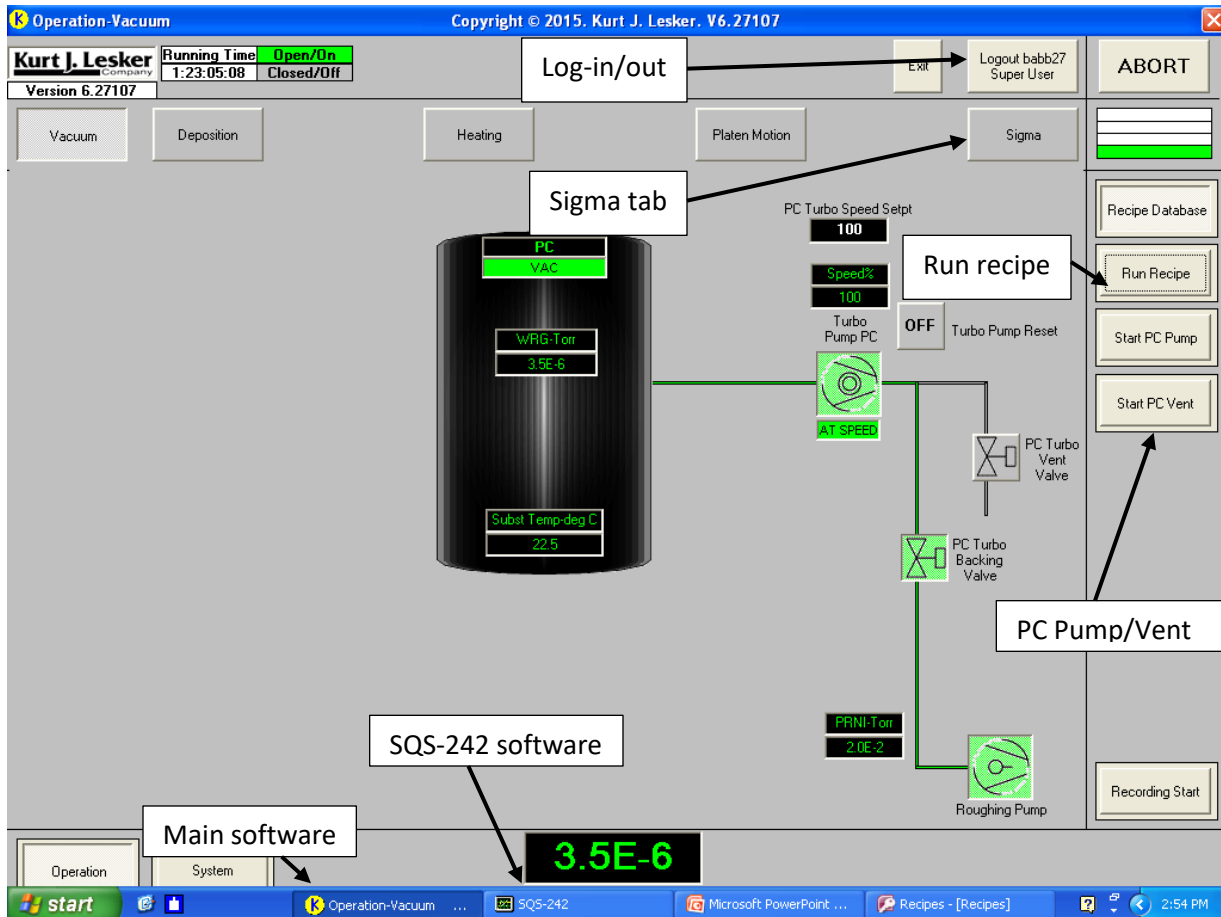 Operation-Vacuum
Copyright © 2015. Kurt J. Lesker. V6.27107
Kurt J. Lesker
Company
Version 6.27107
Running Time
1:23:05:08
Open/On
Closed/Off
Log-in/out
Exit
Logout babb27
Super User
ABORT
Vacuum
Deposition
Heating
Platen Motion
Sigma
Sigma tab
PC Turbo Speed Setpt
100
Recipe Database
PC
VAC
Speed%
100
Run recipe
Run Recipe
Turbo
Pump PC
OFF
Turbo Pump Reset
WRG-Torr
3.5E-6
Start PC Pump
Start PC Vent
AT SPEED
PC Turbo
Vent
Valve
Subst Temp-deg C
22.5
PC Turbo
Backing
Valve
PC Pump/Vent
PRNI-Torr
2.0E-2
SQS-242 software
Roughing Pump
Recording Start
Main software
3.5E-6
Operation
System
start
Operation-Vacuum ...
SQS-242
Microsoft PowerPoint ...
Recipes - [Recipes]
2:54 PM